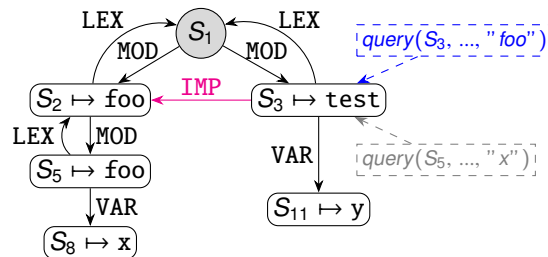 LEX S₁ LEX
MOD MOD
query(S₃, ..., "foo")
S₂ ↦ foo IMP S₃ ↦ test
LEX MOD
VAR
query(S₅, ..., "x")
S₅ ↦ foo
VAR
S₁₁ ↦ y
S₈ ↦ x